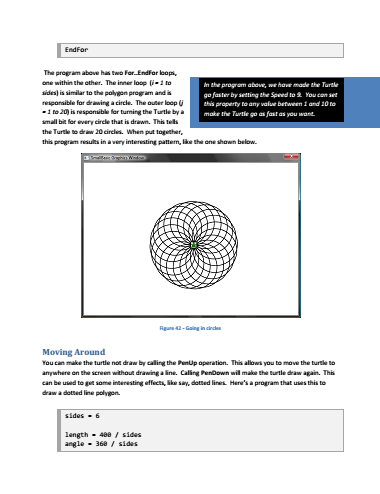 EndFor
The program above has two For..EndFor loops,
one within the other. The inner loop (i = 1 to
sides) is similar to the polygon program and is
responsible for drawing a circle. The outer loop (j
= 1 to 20) is responsible for turning the Turtle by a
small bit for every circle that is drawn. This tells
the Turtle to draw 20 circles. When put together,
this program results in a very interesting pattern, like the one shown below.
In the program above, we have made the Turtle
go faster by setting the Speed to 9. You can set
this property to any value between 1 and 10 to
make the Turtle go as fast as you want.
SmallBasic Graphics Window
Figure 42 - Going in circles
Moving Around
You can make the turtle not draw by calling the PenUp operation. This allows you to move the turtle to
anywhere on the screen without drawing a line. Calling PenDown will make the turtle draw again. This
can be used to get some interesting effects, like say, dotted lines. Here's a program that uses this to
draw a dotted line polygon.
sides = 6
length = 400 / sides
angle = 360 / sides